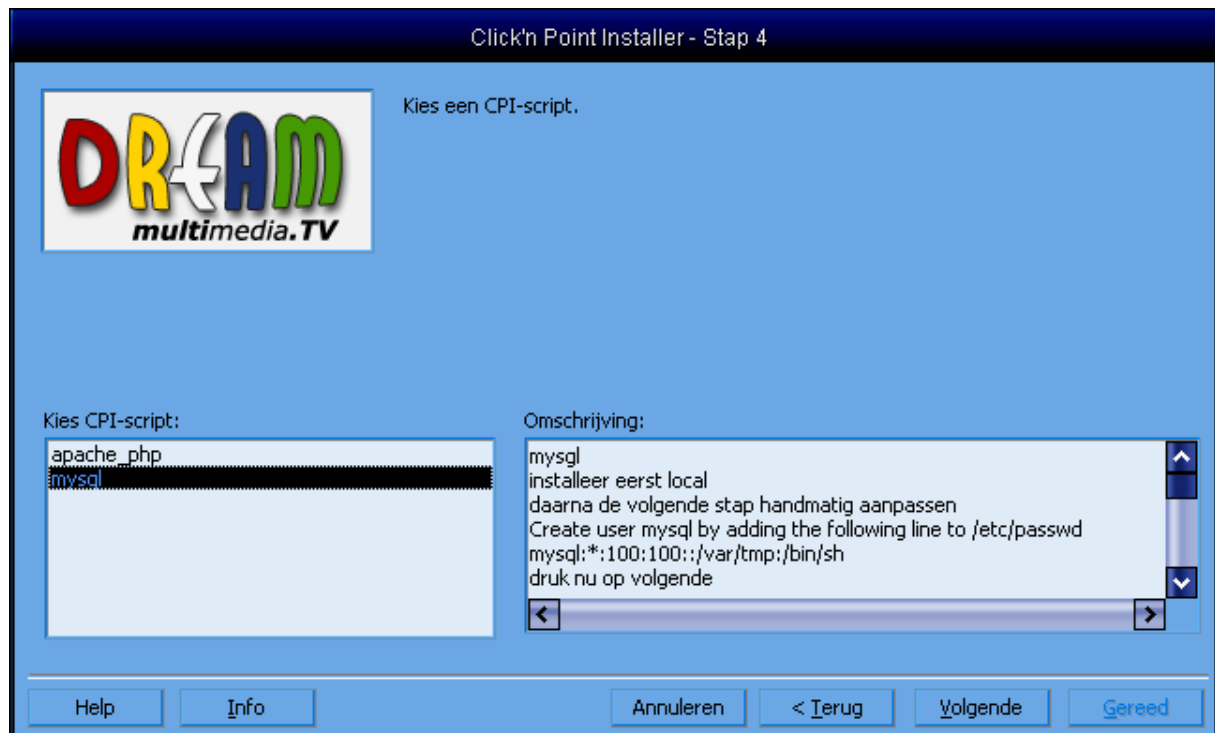 Click'n Point Installer - Stap 4
DREAM
multimedia.TV
Kies een CPI-script.
Kies CPI-script:
apache_php
mysql
Omschrijving:
mysql
installeer eerst local
daarna de volgende stap handmatig aanpassen
Create user mysql by adding the following line to /etc/passwd
mysql:*:100:100::/var/tmp:/bin/sh
druk nu op volgende
Help
Info
Annuleren
< Terug
Volgende
Gereed